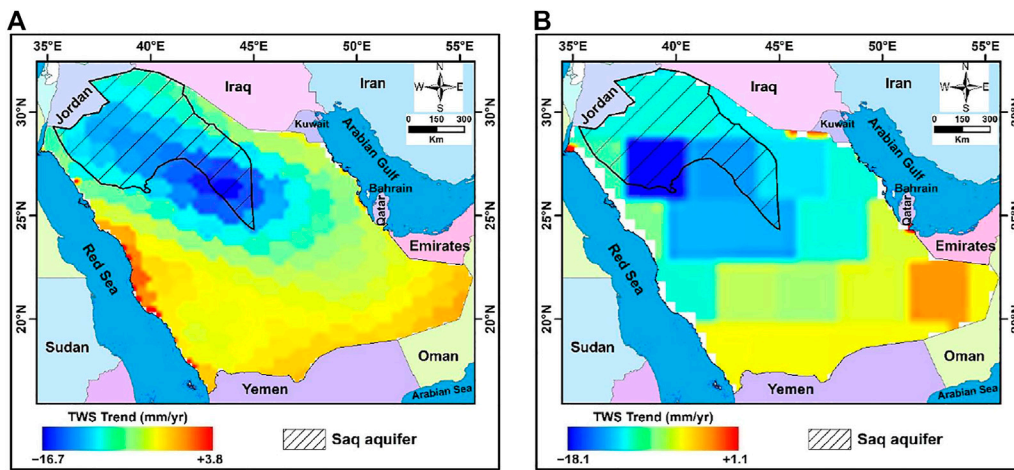 A
35°E 40°E 45°E 50°E 55°E
30°N
25°N
20°N
30°N
25°N
20°N
Jordan
Iraq
Iran
N
W E
S
0 150 300
Km
Kuwait
Arabian Gulf
Bahrain
Qatar
Emirates
Red Sea
Sudan
Oman
Yemen
Arabian Sea
TWS Trend (mm/yr)
−16.7 +3.8
Saq aquifer
B
35°E 40°E 45°E 50°E 55°E
30°N
25°N
20°N
Jordan
Iraq
Iran
N
W E
S
0 150 300
Km
Kuwait
Arabian Gulf
Bahrain
Qatar
Emirates
Red Sea
Sudan
Oman
Yemen
Arabian Sea
TWS Trend (mm/yr)
−18.1 +1.1
Saq aquifer